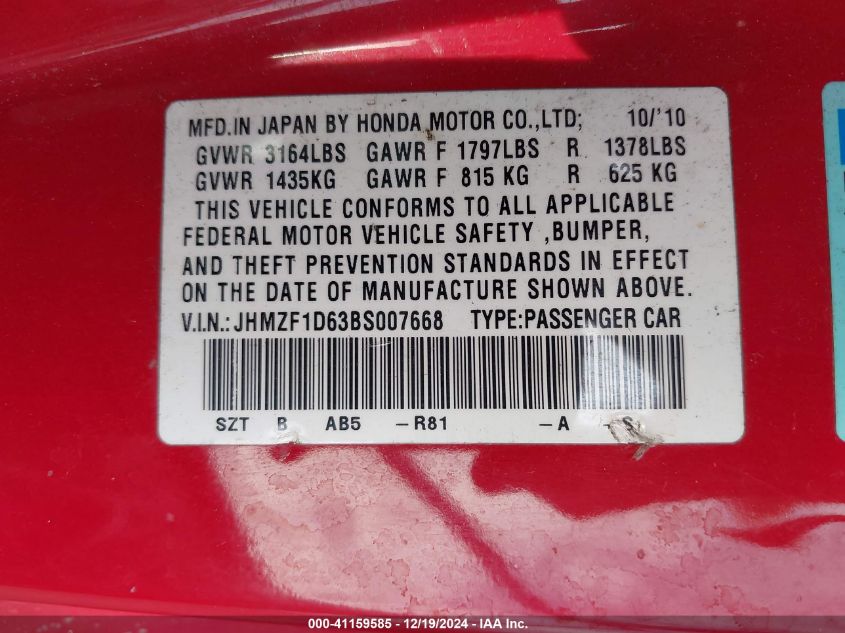 MFD.IN JAPAN BY HONDA MOTOR CO.,LTD; 10/'10
GVWR 3164LBS GAWR F 1797LBS R 1378LBS
GVWR 1435KG GAWR F 815 KG R 625 KG
THIS VEHICLE CONFORMS TO ALL APPLICABLE
FEDERAL MOTOR VEHICLE SAFETY ,BUMPER,
AND THEFT PREVENTION STANDARDS IN EFFECT
ON THE DATE OF MANUFACTURE SHOWN ABOVE.
V.I.N.:JHMZF1D63BS007668 TYPE:PASSENGER CAR
SZT B AB5 -R81 -A
000-41159585 - 12/19/2024 - IAA Inc.